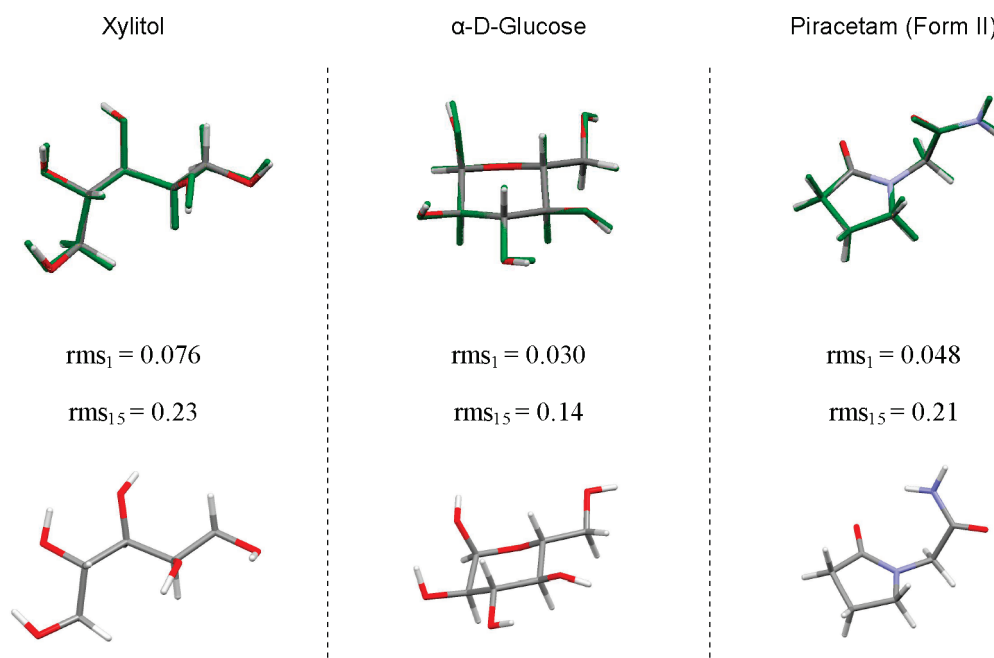 Xylitol
α-D-Glucose
Piracetam (Form II)
rms₁ = 0.076
rms₁ = 0.030
rms₁ = 0.048
rms₁₅ = 0.23
rms₁₅ = 0.14
rms₁₅ = 0.21